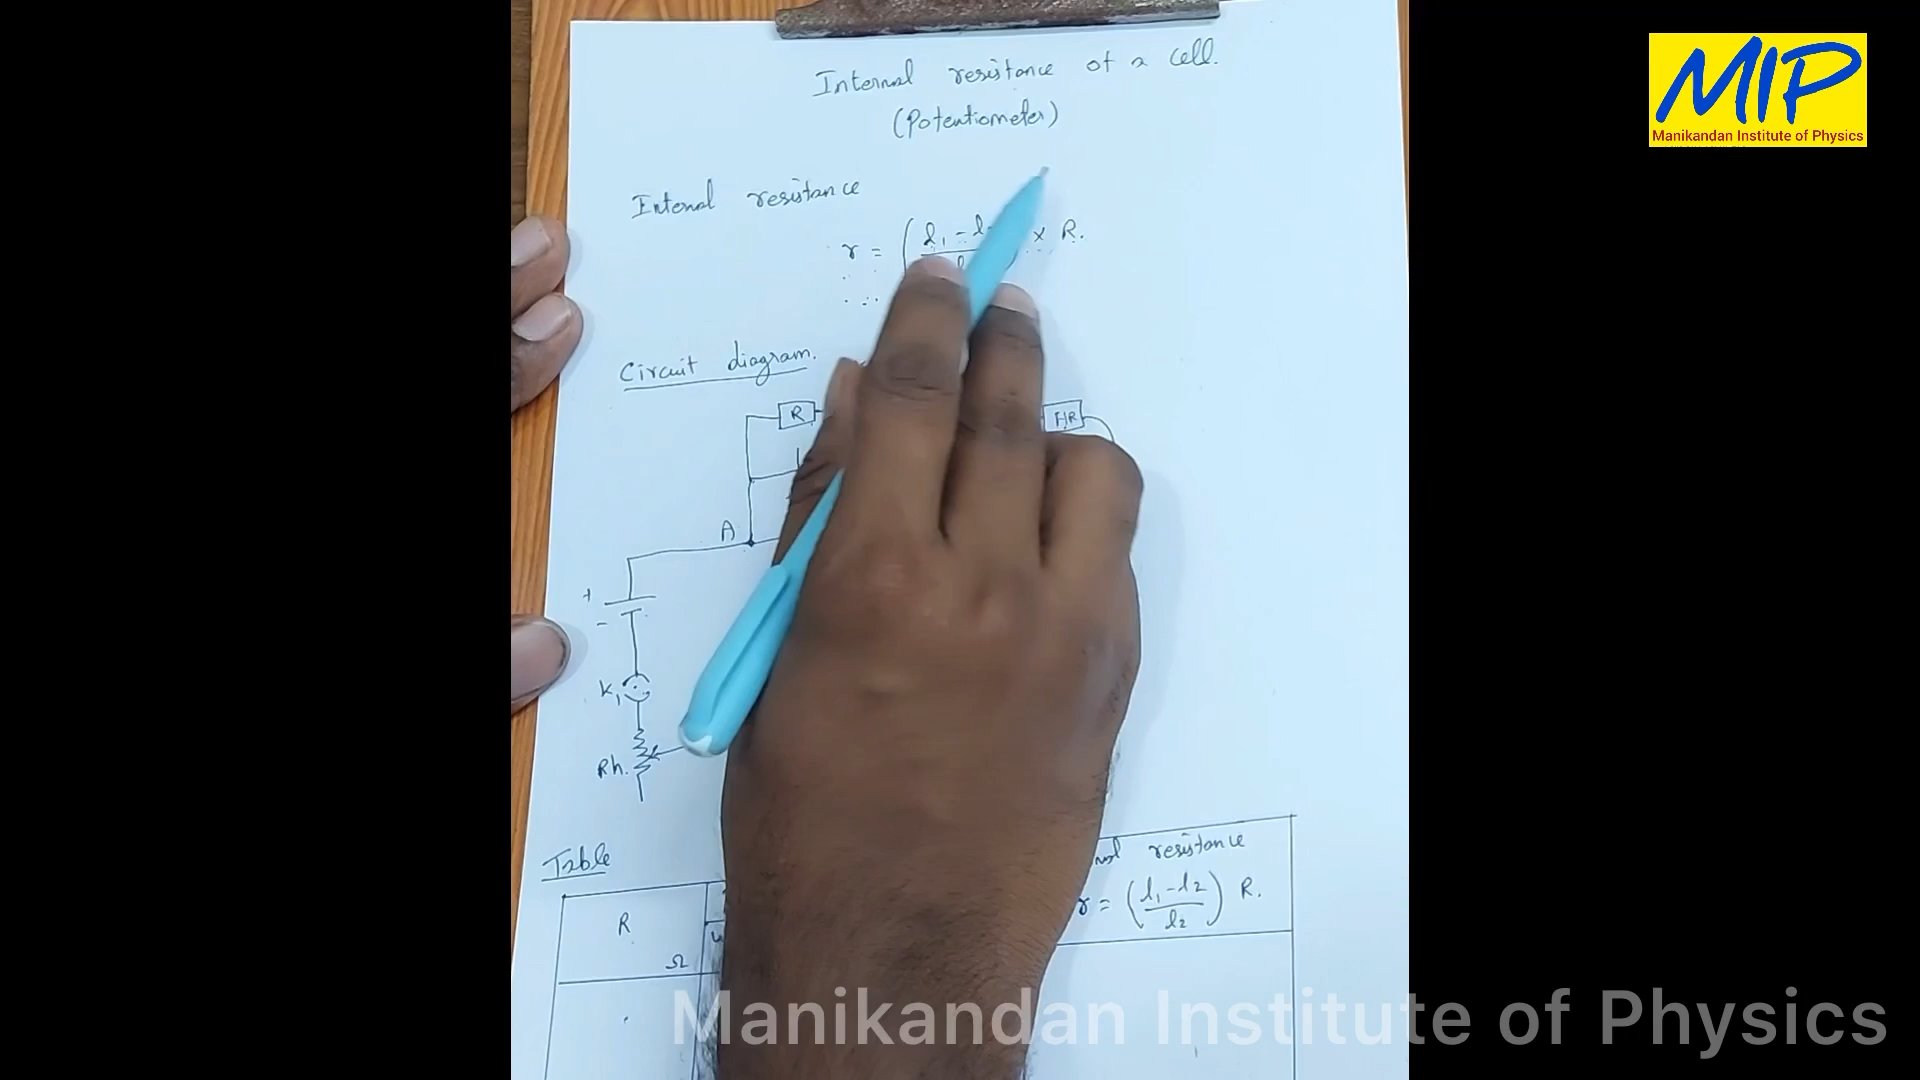 MIP
Manikandan Institute of Physics
Internal resistance of a cell.
(Potentiometer)
Internal resistance
r = ( l₁ - l × R.
Circuit diagram.
R
HR
A
+
-
K₁
Rh.
Table
resistance
R
Ω
r = (l₁ - l₂ / l₂) R.
Manikandan Institute of Physics